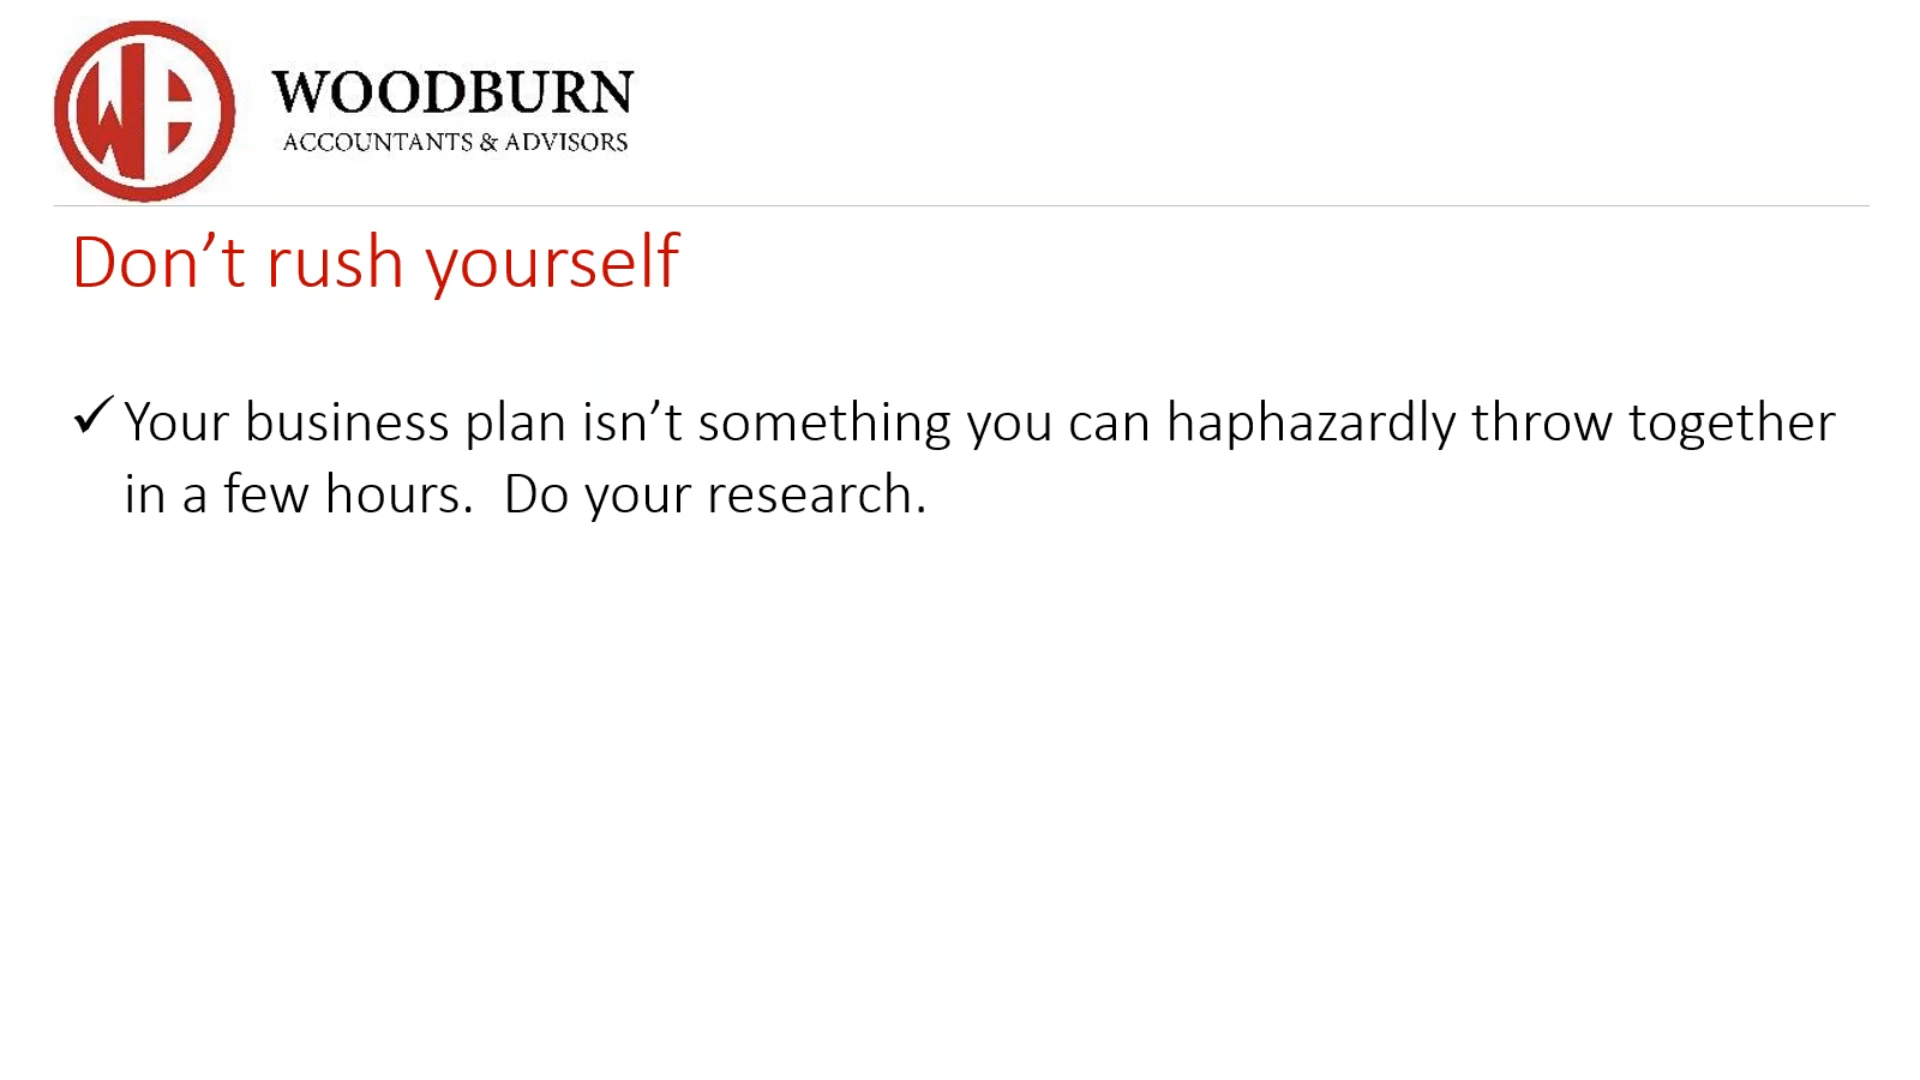 WOODBURN
ACCOUNTANTS & ADVISORS
Don’t rush yourself
✓ Your business plan isn’t something you can haphazardly throw together
in a few hours.  Do your research.